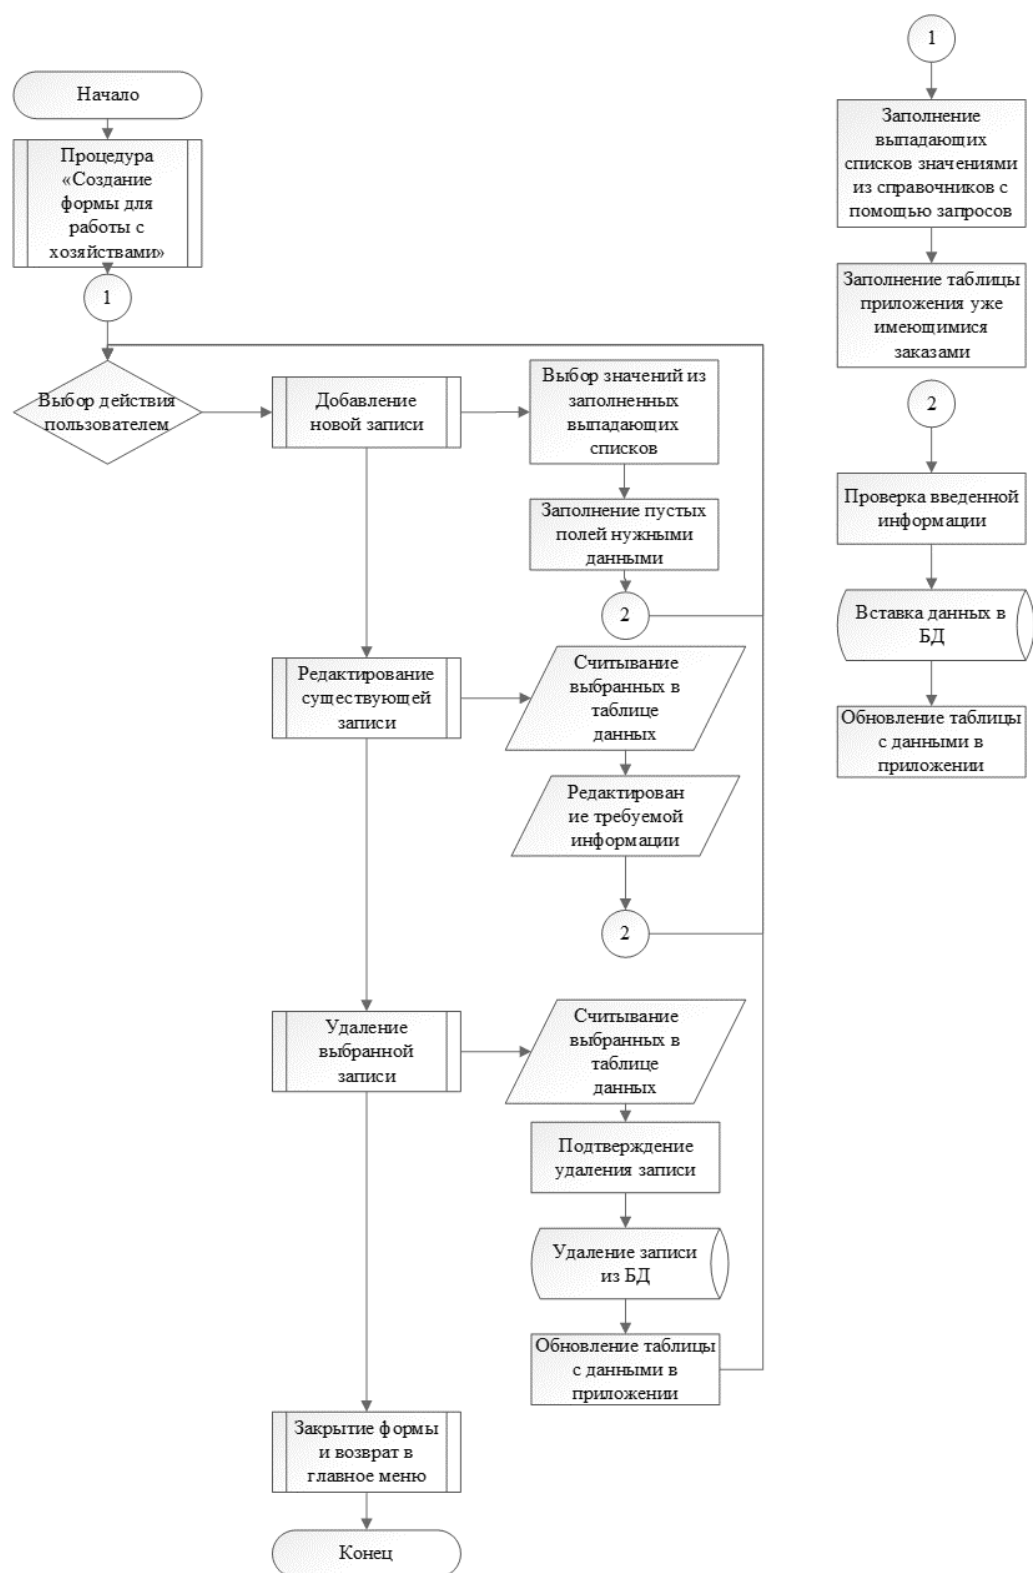 Начало
Процедура
«Создание
формы для
работы с
хозяйствами»
1
Выбор действия
пользователем
Добавление
новой записи
Выбор значений из
заполненных
выпадающих
списков
Заполнение пустых
полей нужными
данными
2
Редактирование
существующей
записи
Считывание
выбранных в
таблице
данных
Редактирован
ие требуемой
информации
2
Удаление
выбранной
записи
Считывание
выбранных в
таблице
данных
Подтверждение
удаления записи
Удаление записи
из БД
Обновление таблицы
с данными в
приложении
Закрытие формы
и возврат в
главное меню
Конец
1
Заполнение
выпадающих
списков значениями
из справочников с
помощью запросов
Заполнение таблицы
приложения уже
имеющимися
заказами
2
Проверка введенной
информации
Вставка данных в
БД
Обновление таблицы
с данными в
приложении